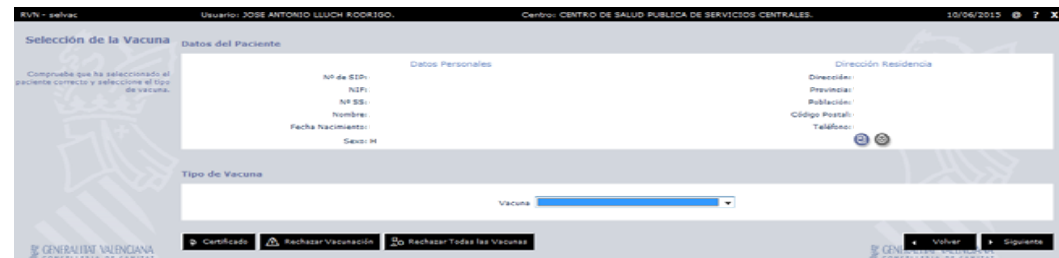 RVN - selvac Usuario: JOSE ANTONIO LLUCH RODRIGO. Centro: CENTRO DE SALUD PUBLICA DE SERVICIOS CENTRALES. 10/06/2015 @ ? X
Selección de la Vacuna
Compruebe que ha seleccionado el
paciente correcto y seleccione el tipo
de vacuna.
Datos del Paciente
Datos Personales
Nº de SIP:
NIF:
Nº SS:
Nombre:
Fecha Nacimiento:
Sexo: M
Dirección Residencia
Dirección:
Provincia:
Población:
Código Postal:
Teléfono:
Tipo de Vacuna
Vacuna
Certificado Rechazar Vacunación Rechazar Todas las Vacunas Volver Siguiente
GENERALITAT VALENCIANA